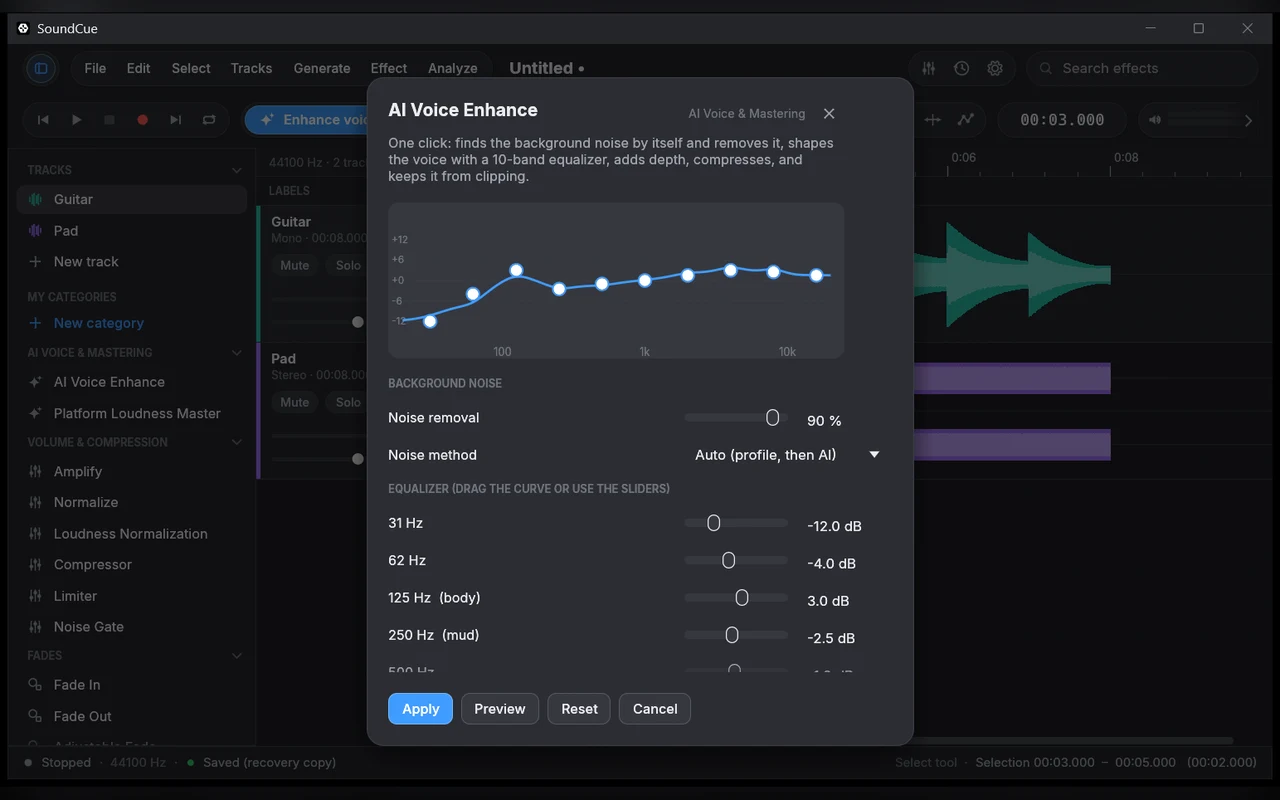 SoundCue
File Edit Select Tracks Generate Effect Analyze Untitled •
Search effects
Enhance voic
00:03.000
TRACKS
Guitar
Pad
New track
MY CATEGORIES
New category
AI VOICE & MASTERING
AI Voice Enhance
Platform Loudness Master
VOLUME & COMPRESSION
Amplify
Normalize
Loudness Normalization
Compressor
Limiter
Noise Gate
FADES
Fade In
Fade Out
Adjustable Fade
44100 Hz · 2 trac
0:06 0:08
LABELS
Guitar
Mono · 00:08.000
Mute Solo
Pad
Stereo · 00:08.00
Mute Solo
AI Voice Enhance
AI Voice & Mastering
One click: finds the background noise by itself and removes it, shapes
the voice with a 10-band equalizer, adds depth, compresses, and
keeps it from clipping.
+12
+6
+0
-6
-12
100 1k 10k
BACKGROUND NOISE
Noise removal 90 %
Noise method Auto (profile, then AI)
EQUALIZER (DRAG THE CURVE OR USE THE SLIDERS)
31 Hz -12.0 dB
62 Hz -4.0 dB
125 Hz (body) 3.0 dB
250 Hz (mud) -2.5 dB
500 Hz
Apply Preview Reset Cancel
Stopped · 44100 Hz · Saved (recovery copy)
Select tool · Selection 00:03.000 – 00:05.000 (00:02.000)